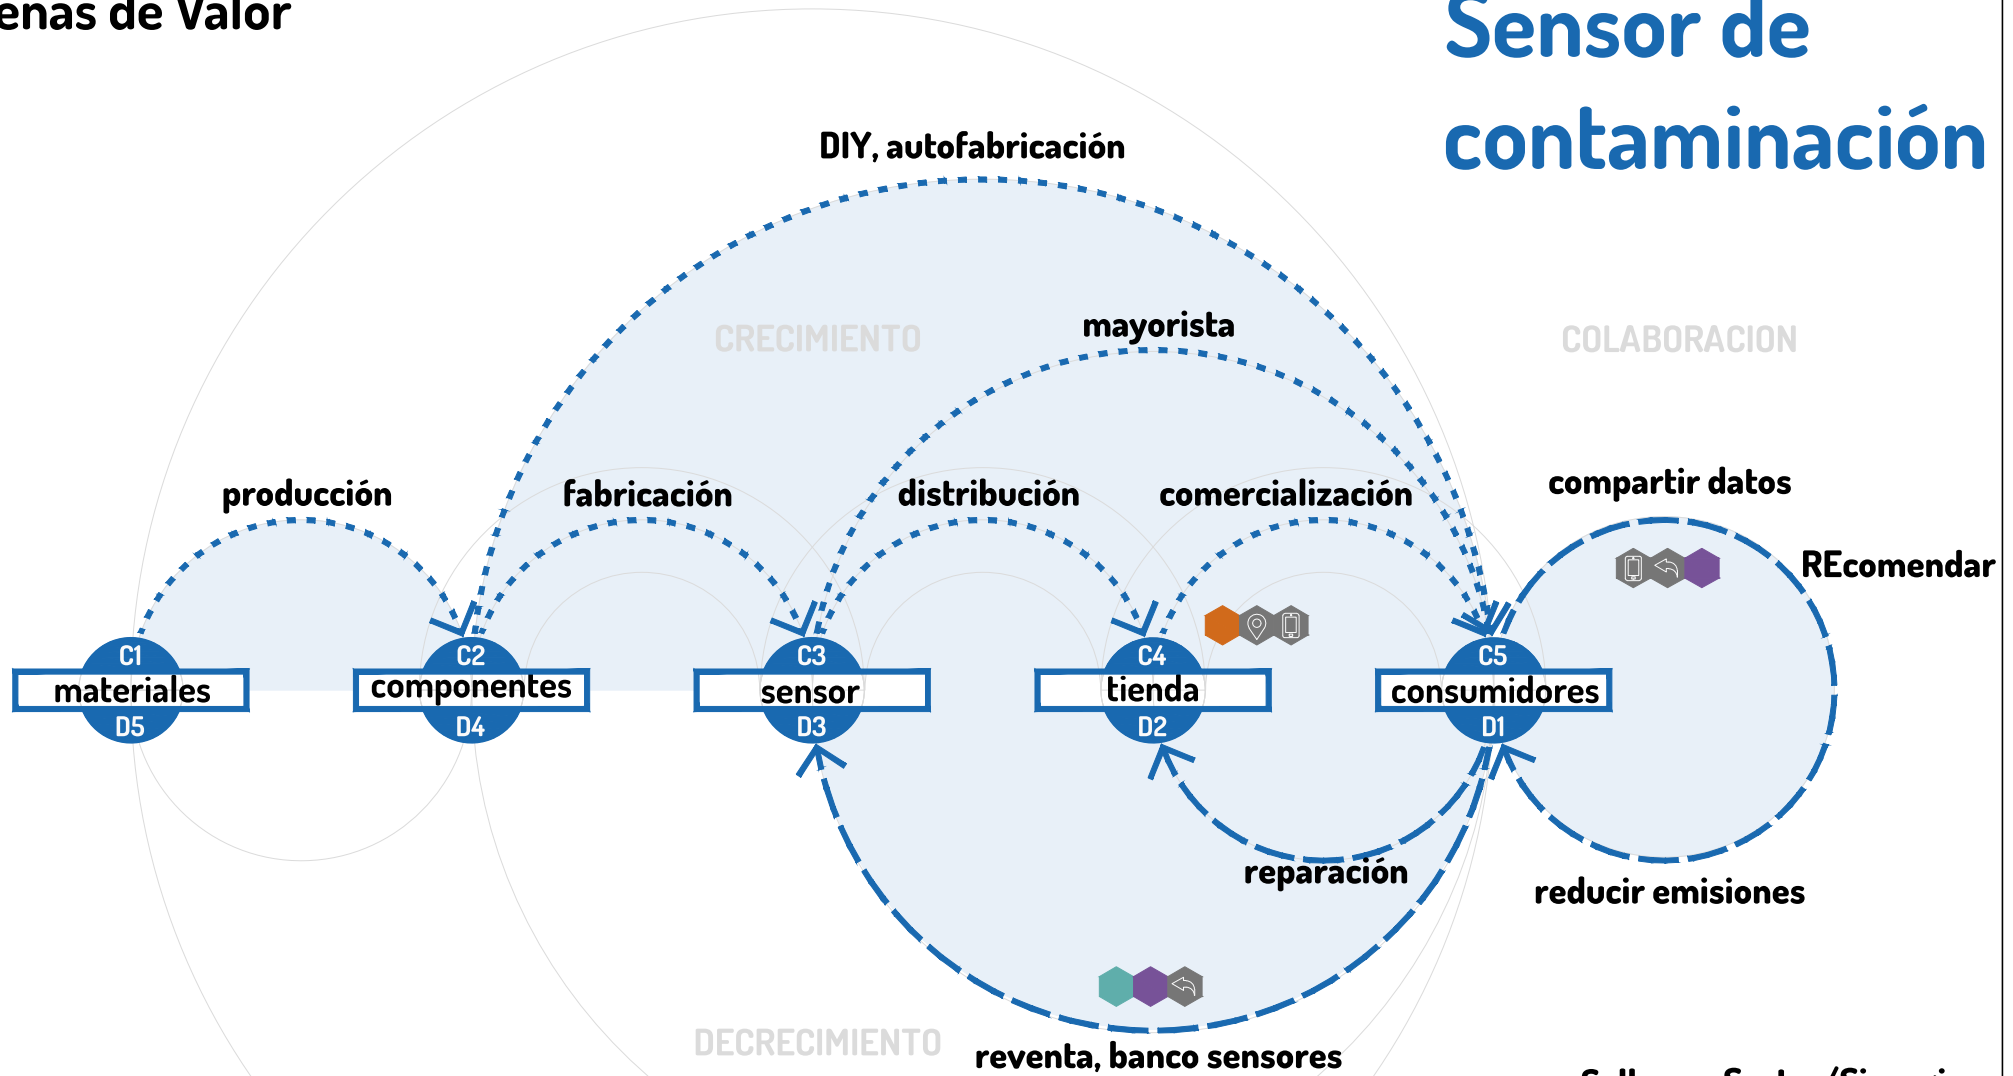 enas de Valor
Sensor de
contaminación
DIY, autofabricación
mayorista
CRECIMIENTO
COLABORACION
producción
fabricación
distribución
comercialización
compartir datos
REcomendar
C1
materiales
D5
C2
componentes
D4
C3
sensor
D3
C4
tienda
D2
C5
consumidores
D1
reparación
reducir emisiones
DECRECIMIENTO
reventa, banco sensores